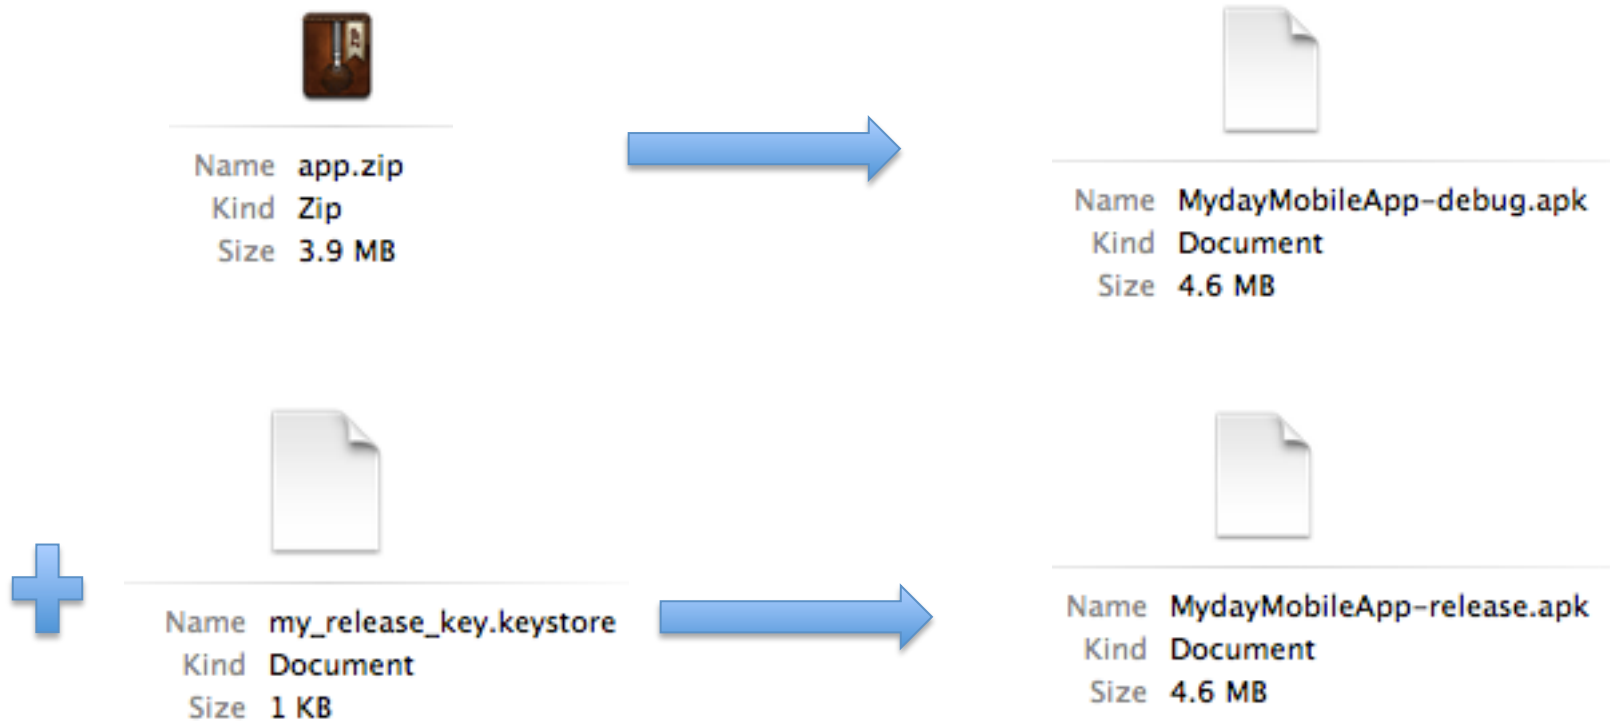 Name app.zip
Kind Zip
Size 3.9 MB
Name MydayMobileApp-debug.apk
Kind Document
Size 4.6 MB
Name my_release_key.keystore
Kind Document
Size 1 KB
Name MydayMobileApp-release.apk
Kind Document
Size 4.6 MB